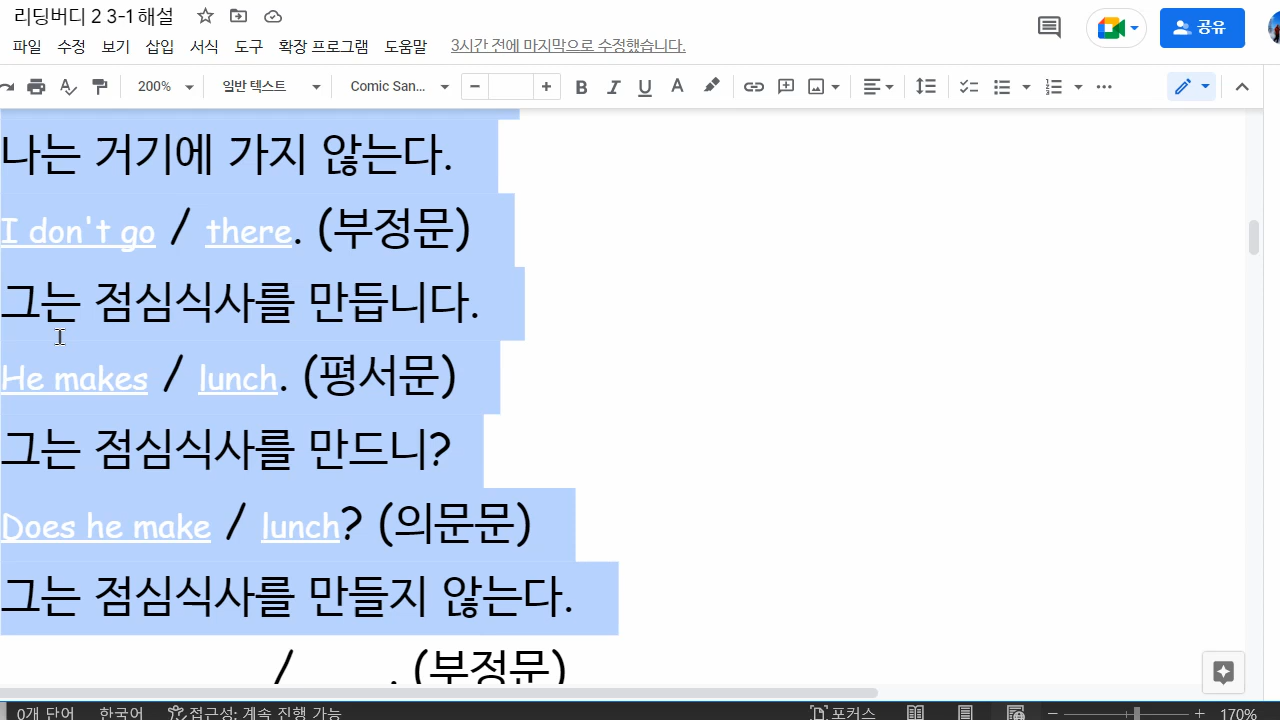 리딩버디 2 3-1 해설
파일 수정 보기 삽입 서식 도구 확장 프로그램 도움말 3시간 전에 마지막으로 수정했습니다.
공유
200% 일반 텍스트 Comic San...
나는 거기에 가지 않는다.
I don't go / there. (부정문)
그는 점심식사를 만듭니다.
He makes / lunch. (평서문)
그는 점심식사를 만드니?
Does he make / lunch? (의문문)
그는 점심식사를 만들지 않는다.
/ . (부정문)
0개 단어 한국어 접근성: 계속 진행 가능 포커스 170%